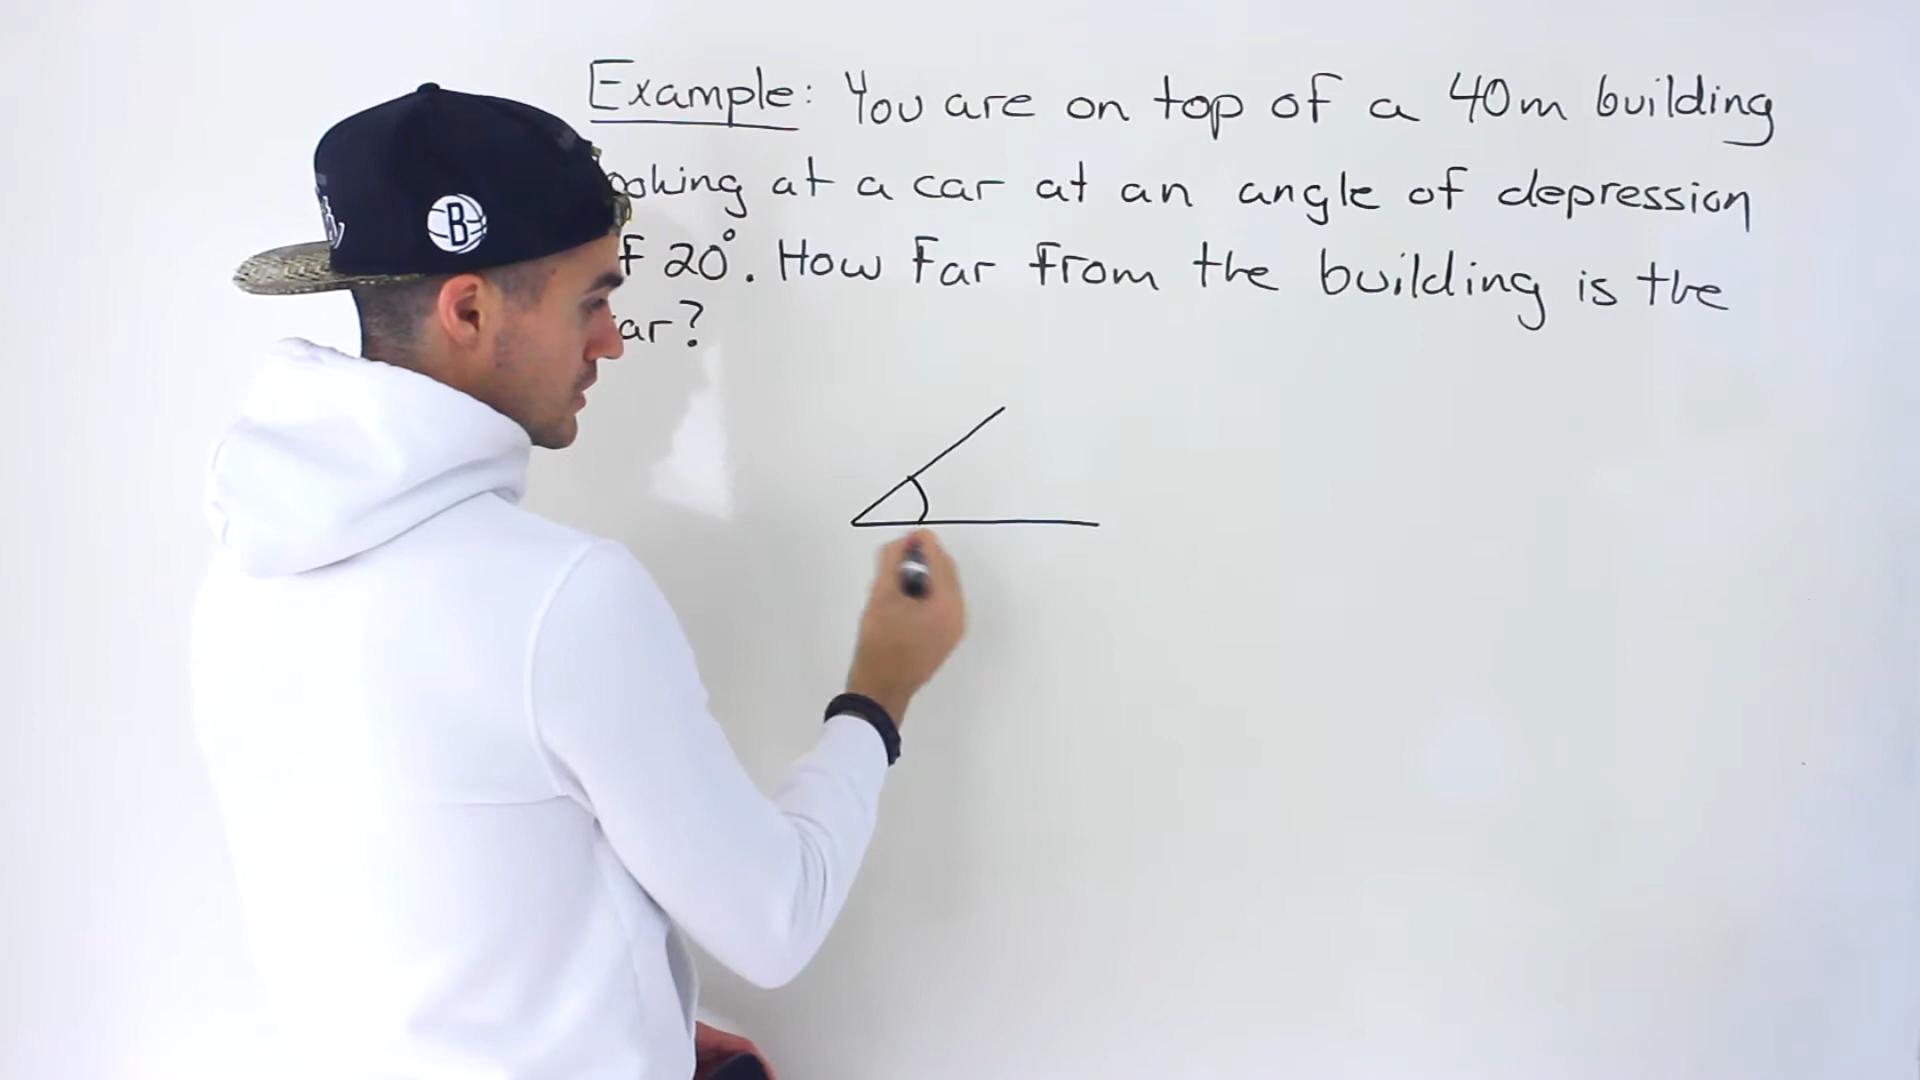 Example: You are on top of a 40m building
looking at a car at an angle of depression
of 20°. How far from the building is the
car?
B